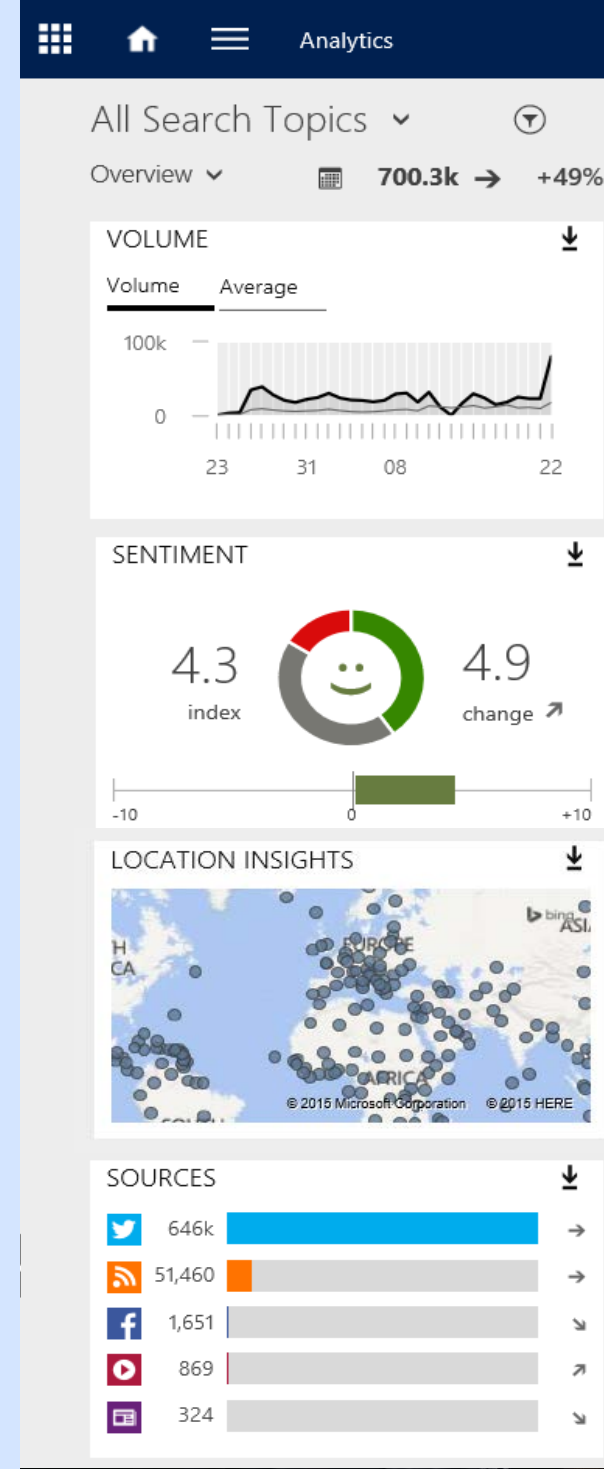 Analytics
All Search Topics
Overview 700.3k +49%
VOLUME
Volume Average
100k
0
23 31 08 22
SENTIMENT
4.3 4.9
index change
-10 0 +10
LOCATION INSIGHTS
bing
ASI
H EUROPE
CA
AFRICA
© 2015 Microsoft Corporation © 2015 HERE
SOURCES
646k
51,460
1,651
869
324